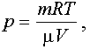 p = mRT / μV ,